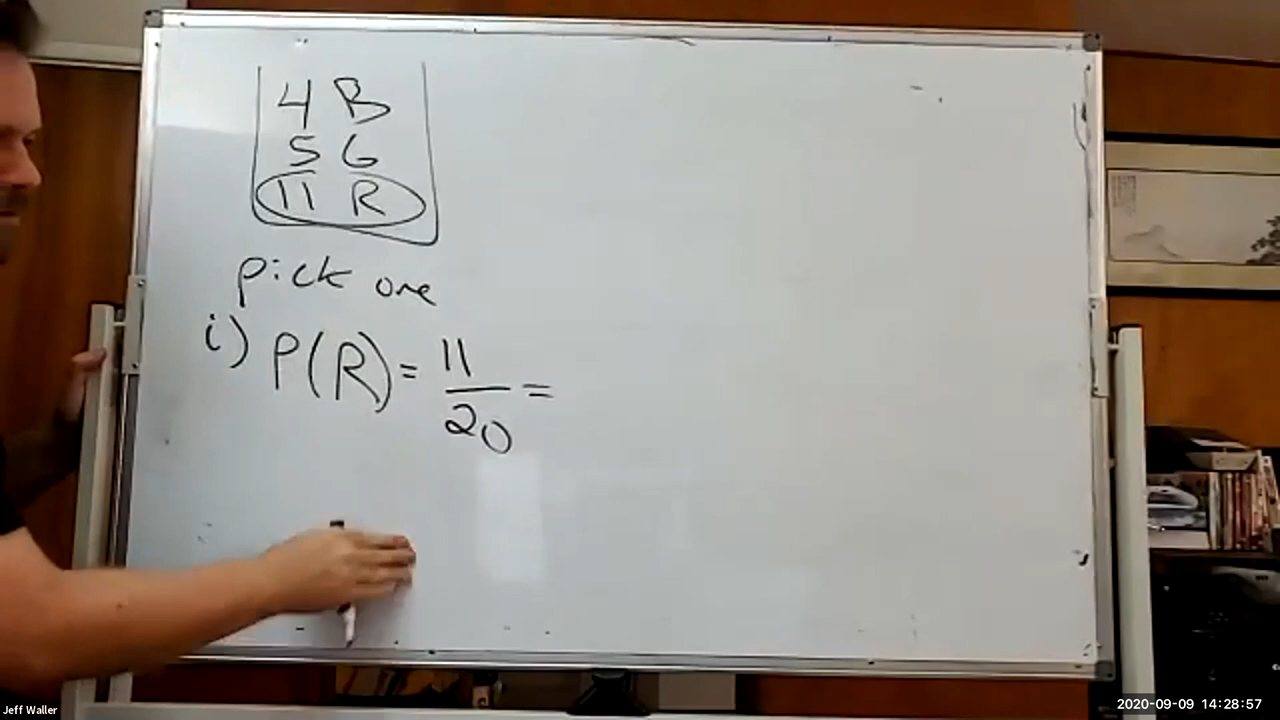 4 B
5 G
11 R
pick one
i) P(R) = 11/20 =
Jeff Waller
2020-09-09 14:28:57